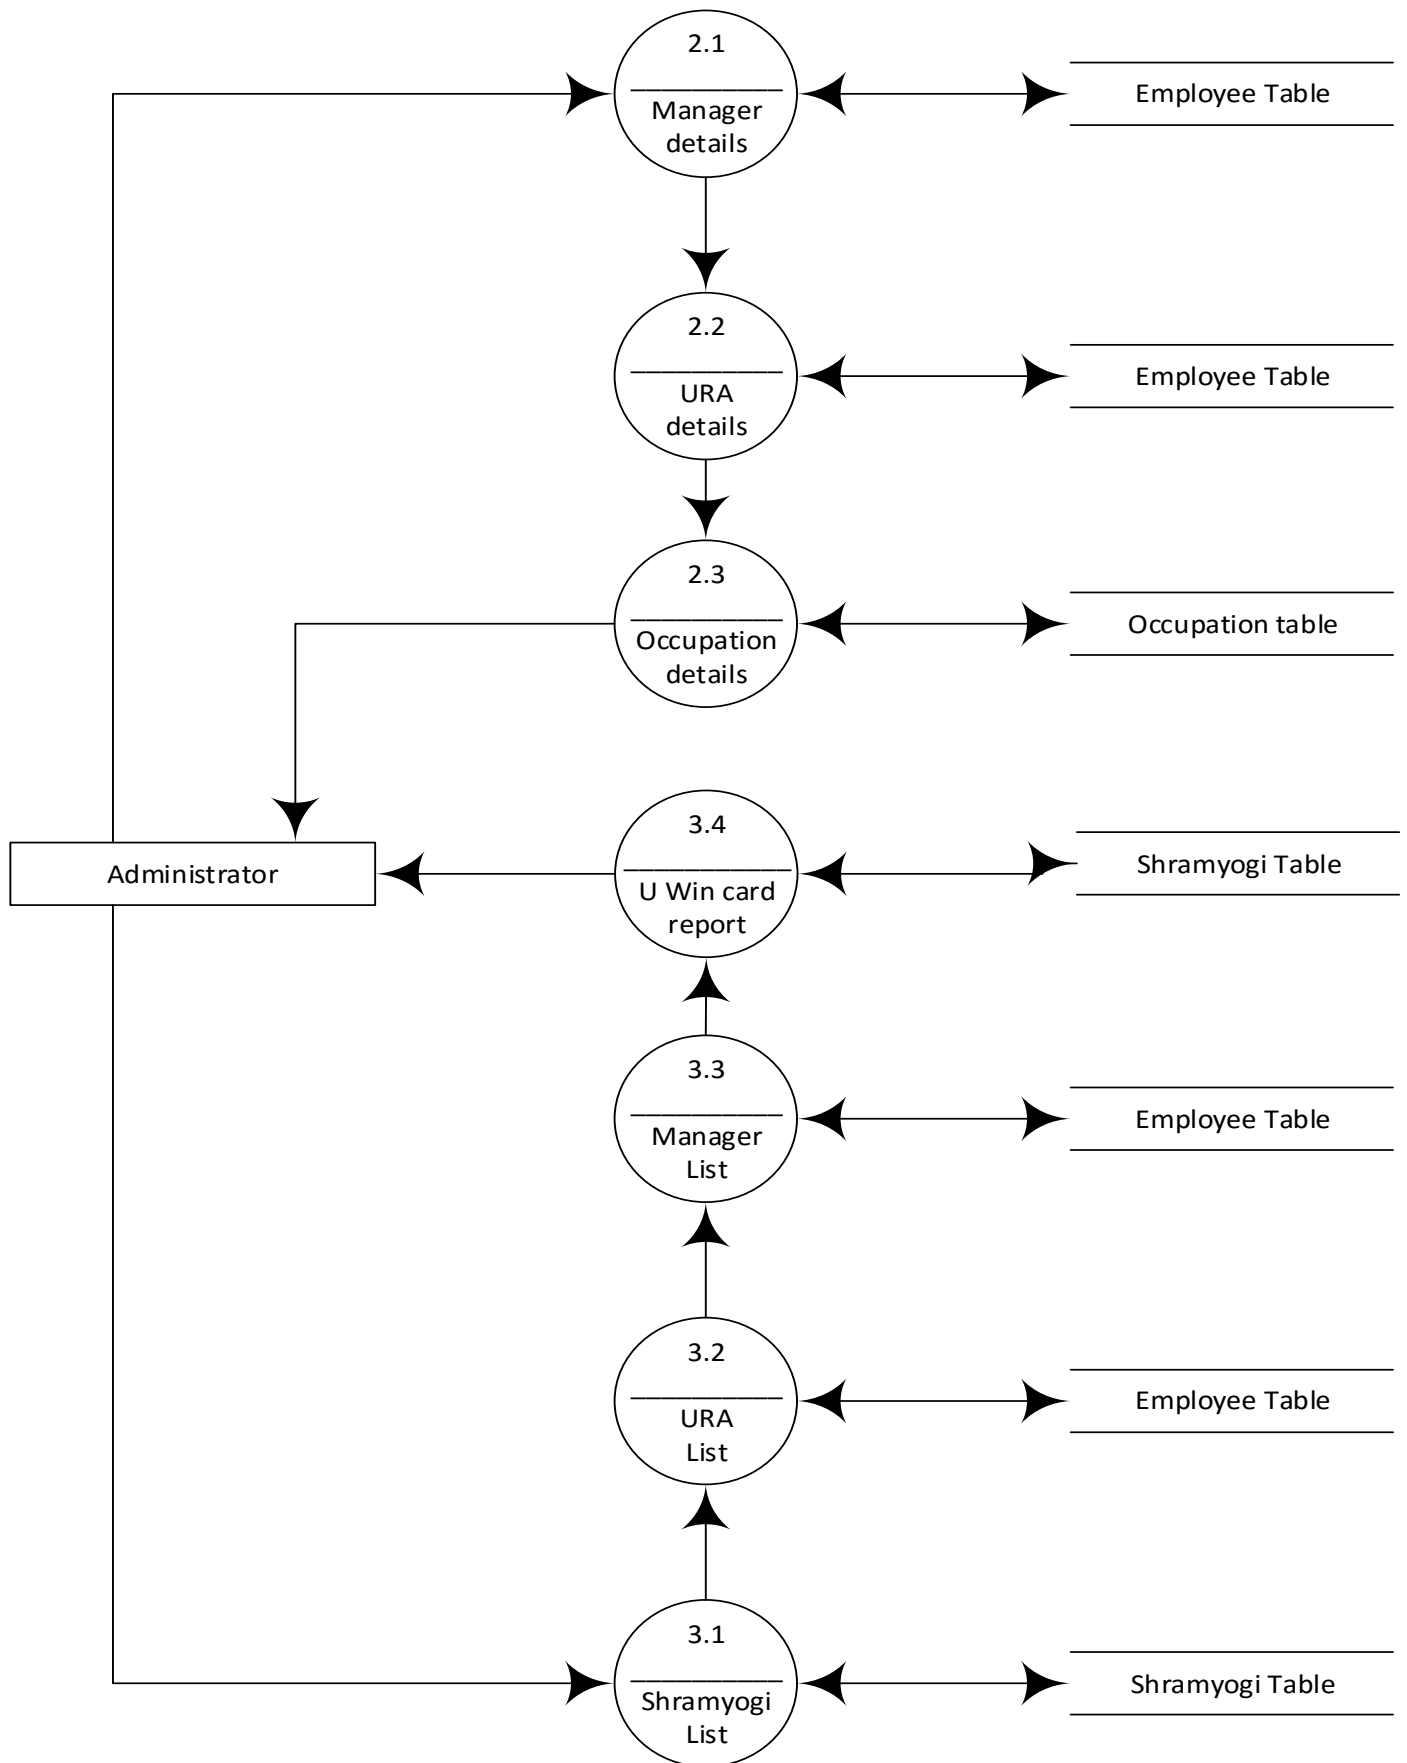 2.1
Manager
details
Employee Table
2.2
URA
details
Employee Table
2.3
Occupation
details
Occupation table
Administrator
3.4
U Win card
report
Shramyogi Table
3.3
Manager
List
Employee Table
3.2
URA
List
Employee Table
3.1
Shramyogi
List
Shramyogi Table